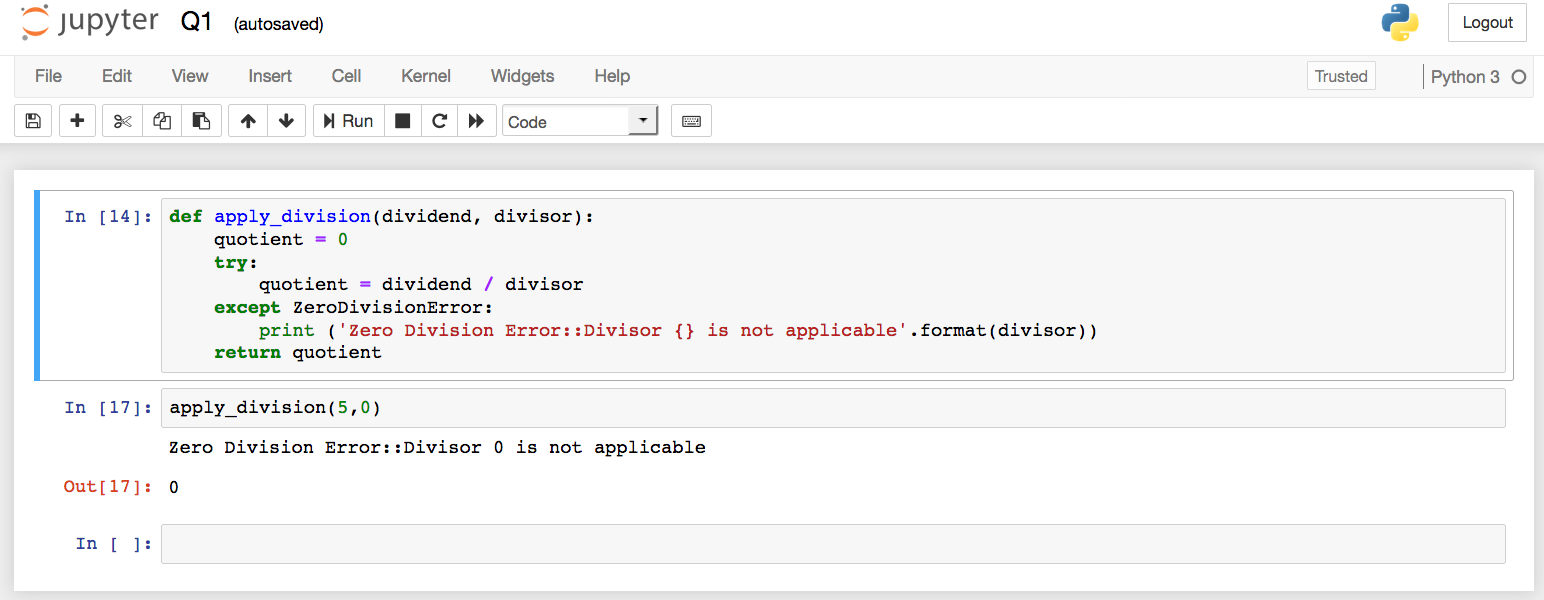 jupyter Q1 (autosaved) Logout
File Edit View Insert Cell Kernel Widgets Help Trusted Python 3
Run Code
In [14]: def apply_division(dividend, divisor):
    quotient = 0
    try:
        quotient = dividend / divisor
    except ZeroDivisionError:
        print ('Zero Division Error::Divisor {} is not applicable'.format(divisor))
    return quotient
In [17]: apply_division(5,0)
Zero Division Error::Divisor 0 is not applicable
Out[17]: 0
In [ ]: